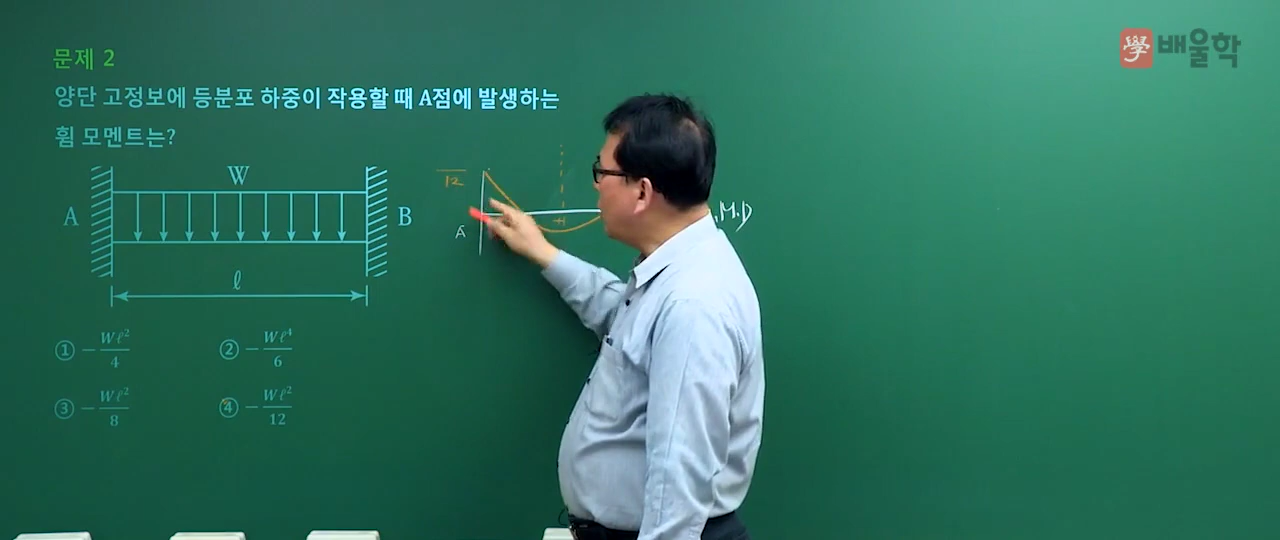 學 배울학
문제 2
양단 고정보에 등분포 하중이 작용할 때 A점에 발생하는
휨 모멘트는?
W
A
B
ℓ
① -Wℓ²/4
② -Wℓ⁴/6
③ -Wℓ²/8
④ -Wℓ²/12
12
A
.M.D